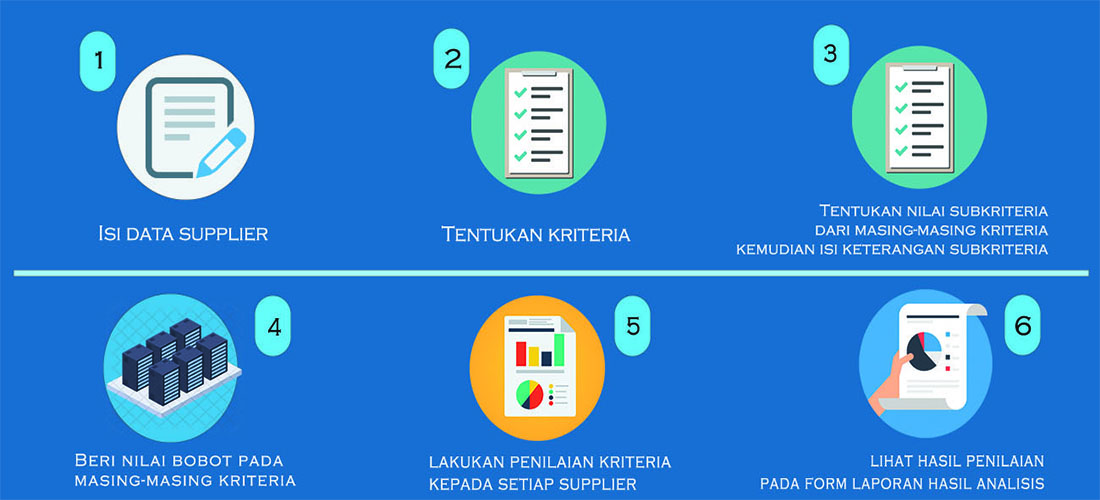 1
ISI DATA SUPPLIER
2
TENTUKAN KRITERIA
3
TENTUKAN NILAI SUBKRITERIA
DARI MASING-MASING KRITERIA
KEMUDIAN ISI KETERANGAN SUBKRITERIA
4
BERI NILAI BOBOT PADA
MASING-MASING KRITERIA
5
LAKUKAN PENILAIAN KRITERIA
KEPADA SETIAP SUPPLIER
6
LIHAT HASIL PENILAIAN
PADA FORM LAPORAN HASIL ANALISIS